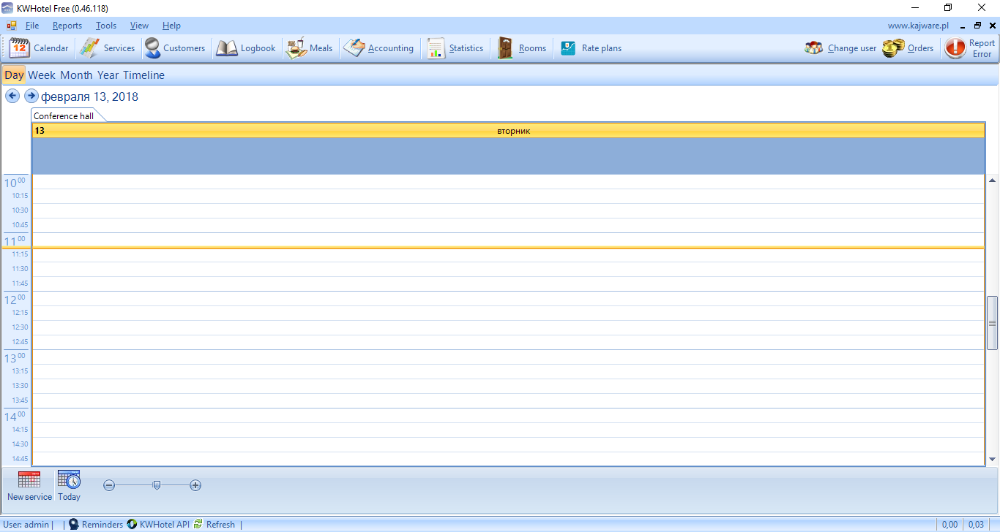 KWHotel Free (0.46.118)
File Reports Tools View Help www.kajware.pl
12 Calendar Services Customers Logbook Meals Accounting Statistics Rooms Rate plans Change user Orders Report Error
Day Week Month Year Timeline
февраля 13, 2018
Conference hall
13 вторник
10 00
10:15
10:30
10:45
11 00
11:15
11:30
11:45
12 00
12:15
12:30
12:45
13 00
13:15
13:30
13:45
14 00
14:15
14:30
14:45
New service Today
User: admin | | Reminders KWHotel API Refresh | 0,00 0,03